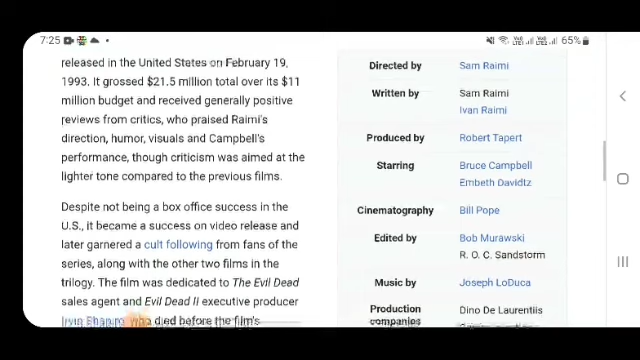 7:25
65%
released in the United States on February 19,
1993. It grossed $21.5 million total over its $11
million budget and received generally positive
reviews from critics, who praised Raimi's
direction, humor, visuals and Campbell's
performance, though criticism was aimed at the
lighter tone compared to the previous films.
Despite not being a box office success in the
U.S., it became a success on video release and
later garnered a cult following from fans of the
series, along with the other two films in the
trilogy. The film was dedicated to The Evil Dead
sales agent and Evil Dead II executive producer
who died before the film's
Directed by Sam Raimi
Written by Sam Raimi
Ivan Raimi
Produced by Robert Tapert
Starring Bruce Campbell
Embeth Davidtz
Cinematography Bill Pope
Edited by Bob Murawski
R. O. C. Sandstorm
Music by Joseph LoDuca
Production Dino De Laurentiis
companies